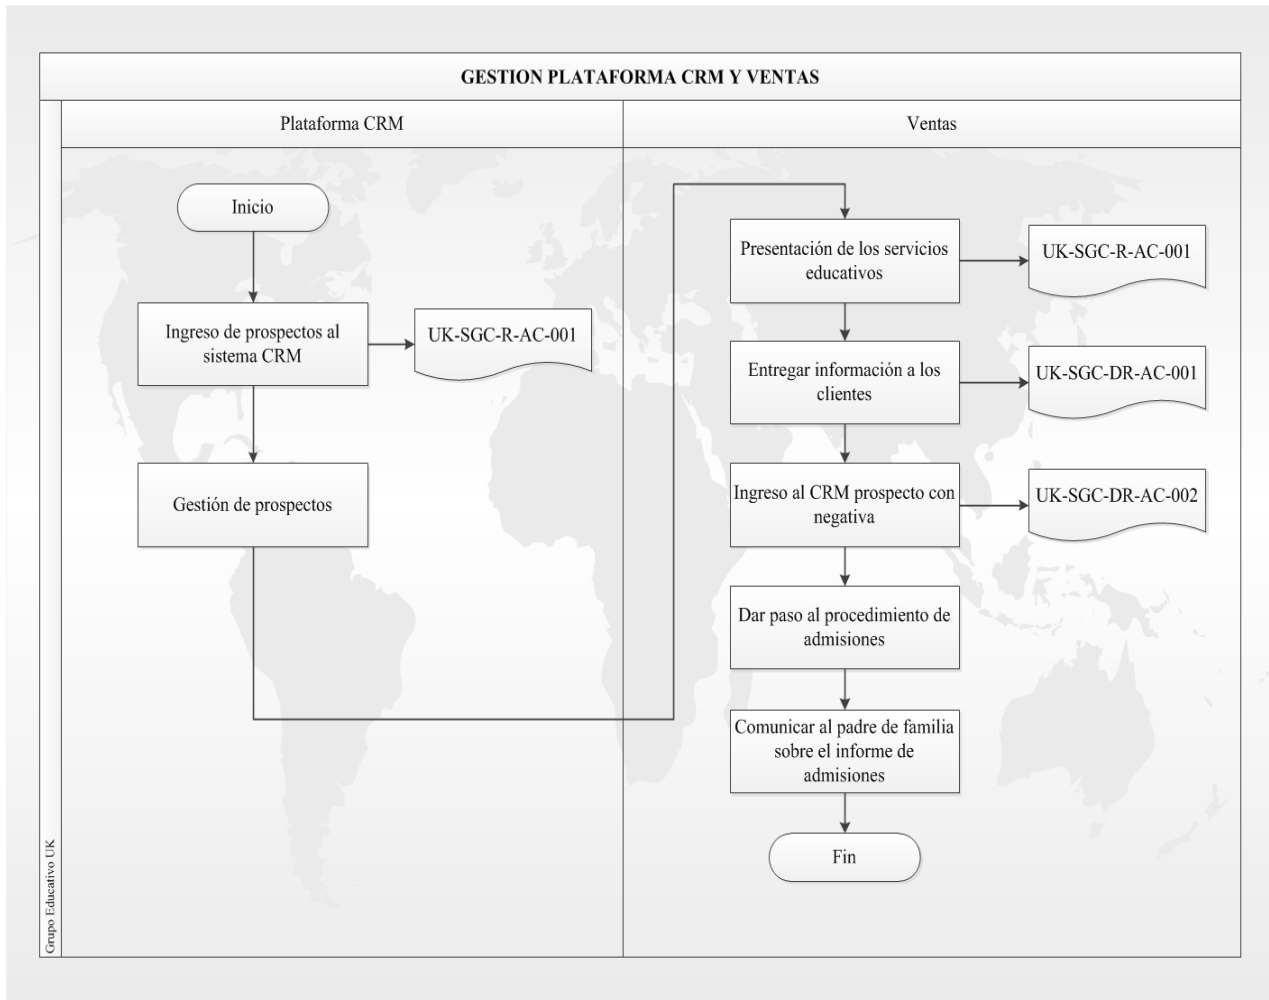 GESTION PLATAFORMA CRM Y VENTAS
Plataforma CRM
Ventas
Inicio
Ingreso de prospectos al
sistema CRM
UK-SGC-R-AC-001
Gestión de prospectos
Presentación de los servicios
educativos
UK-SGC-R-AC-001
Entregar información a los
clientes
UK-SGC-DR-AC-001
Ingreso al CRM prospecto con
negativa
UK-SGC-DR-AC-002
Dar paso al procedimiento de
admisiones
Comunicar al padre de familia
sobre el informe de
admisiones
Fin
Grupo Educativo UK